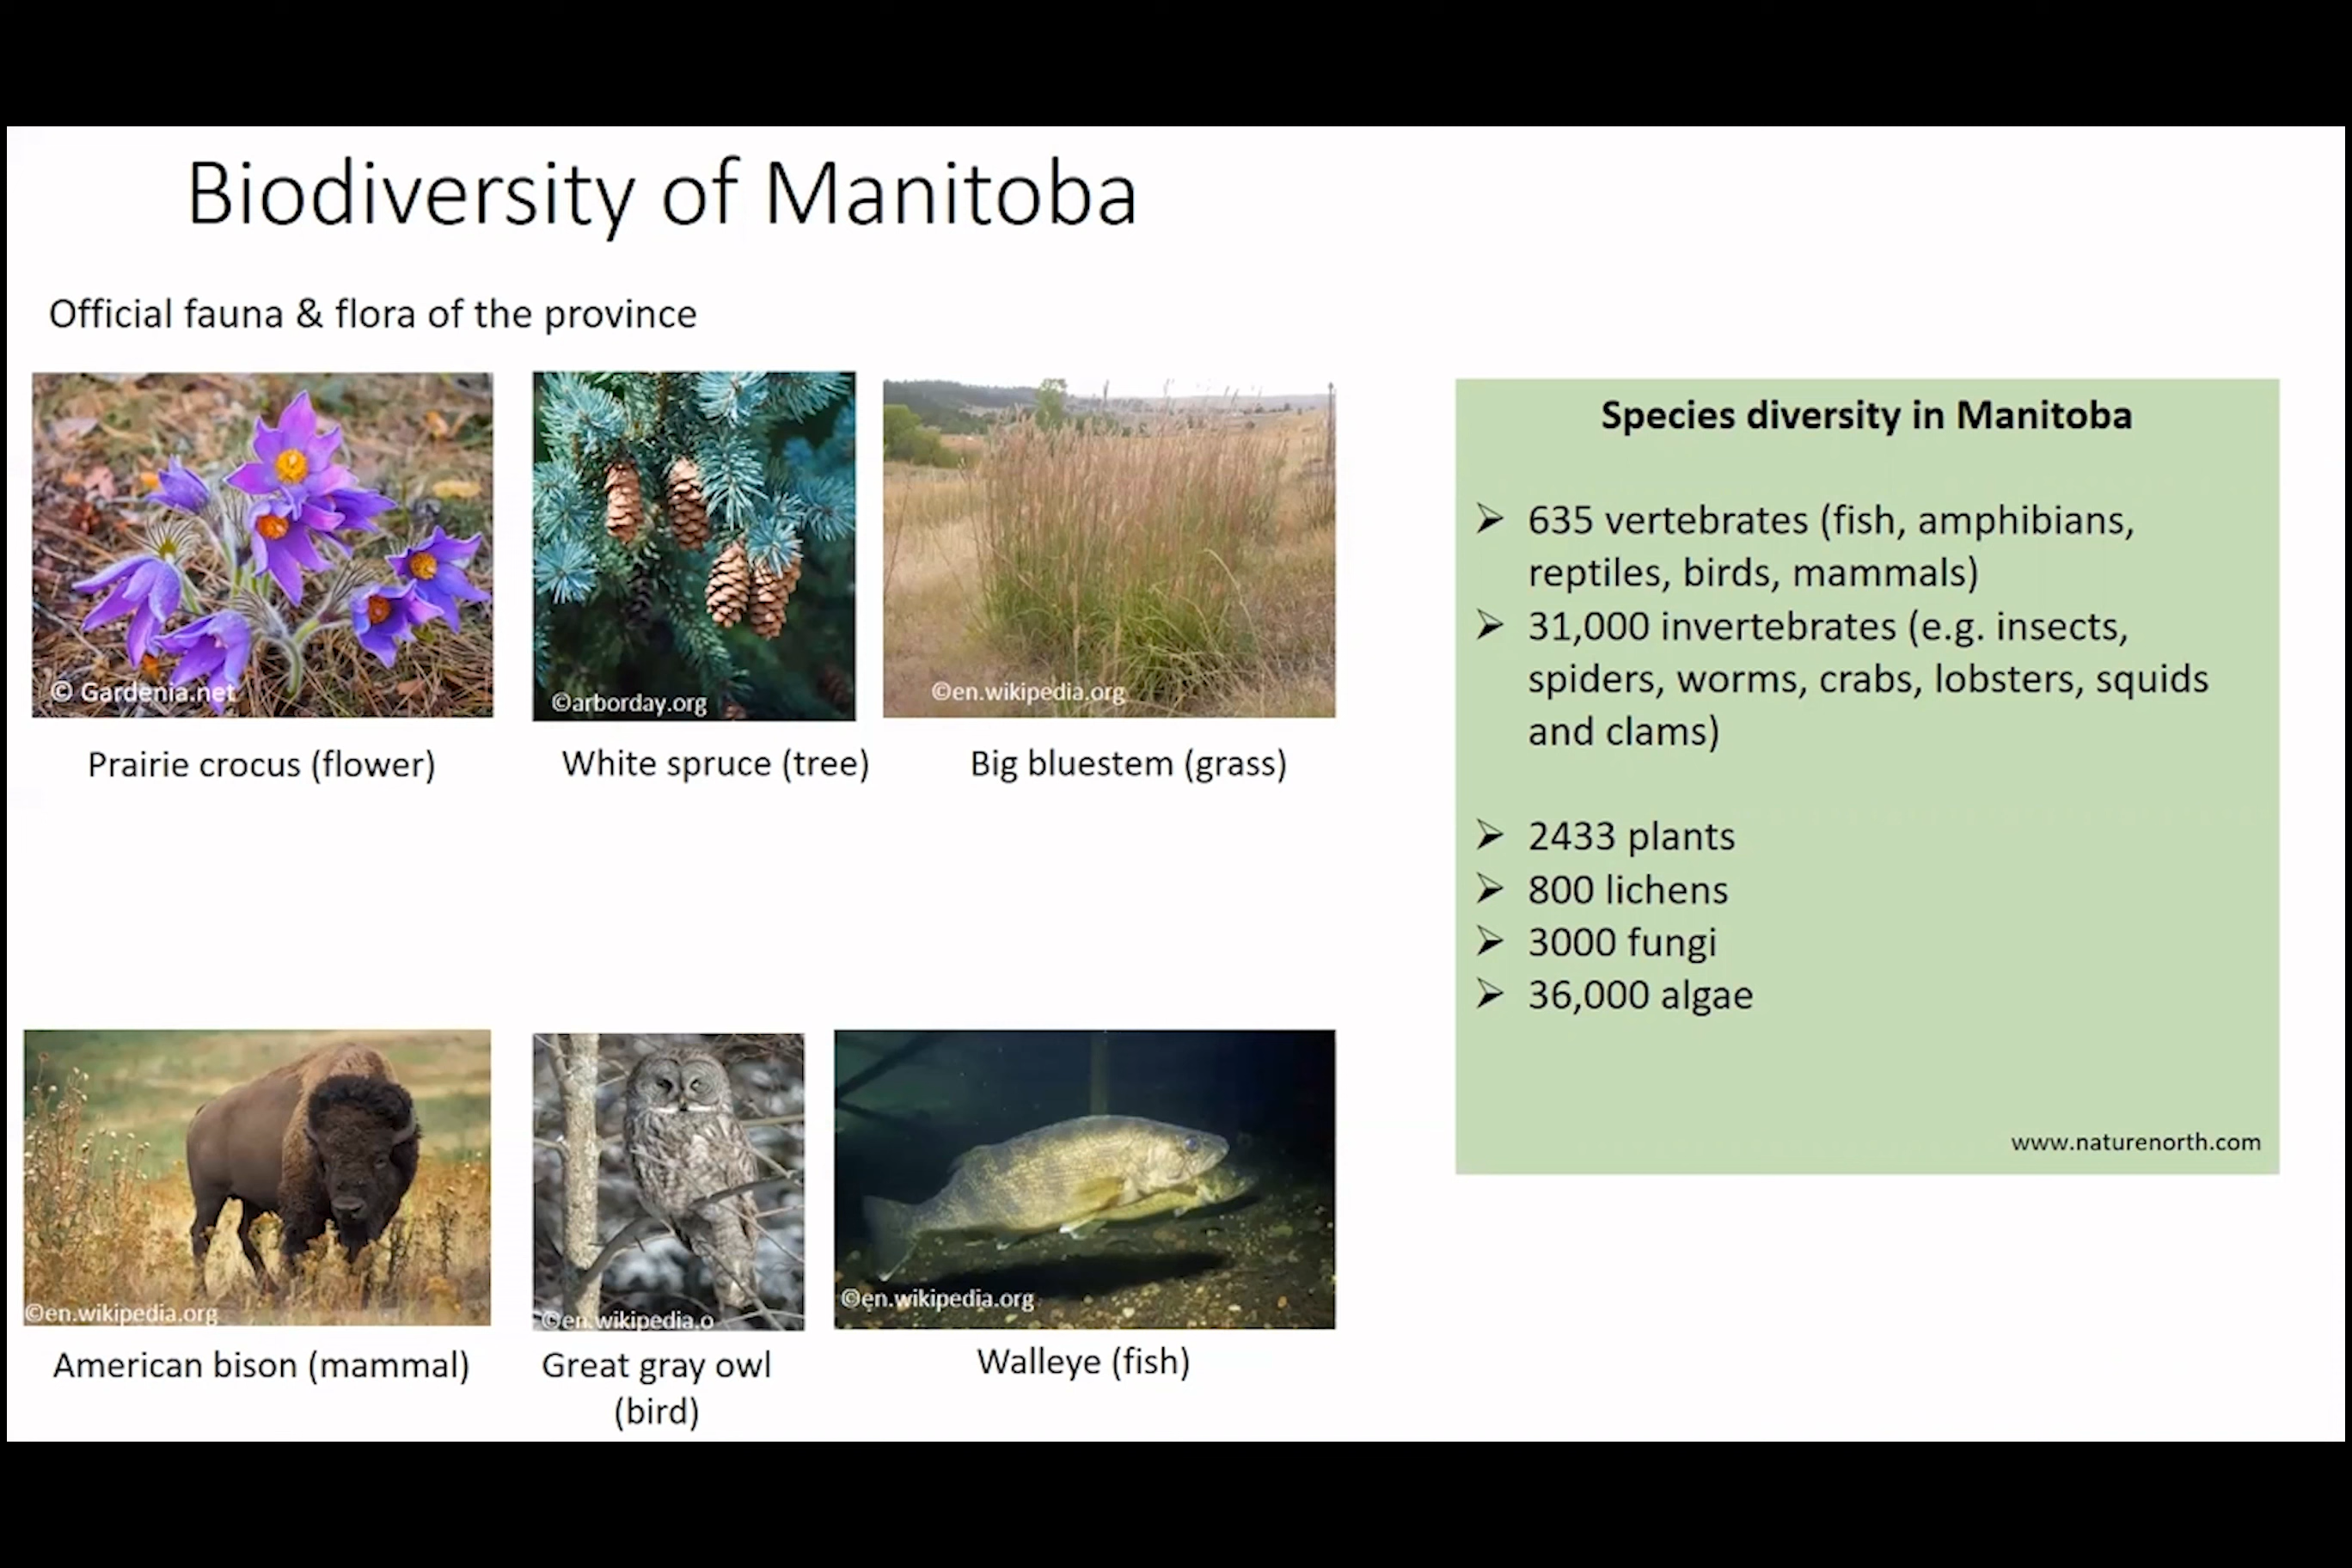 Biodiversity of Manitoba
Official fauna & flora of the province
© Gardenia.net
©arborday.org
©en.wikipedia.org
Prairie crocus (flower)
White spruce (tree)
Big bluestem (grass)
©en.wikipedia.org
©en.wikipedia.o
©en.wikipedia.org
American bison (mammal)
Great gray owl
(bird)
Walleye (fish)
Species diversity in Manitoba
➢ 635 vertebrates (fish, amphibians,
reptiles, birds, mammals)
➢ 31,000 invertebrates (e.g. insects,
spiders, worms, crabs, lobsters, squids
and clams)
➢ 2433 plants
➢ 800 lichens
➢ 3000 fungi
➢ 36,000 algae
www.naturenorth.com